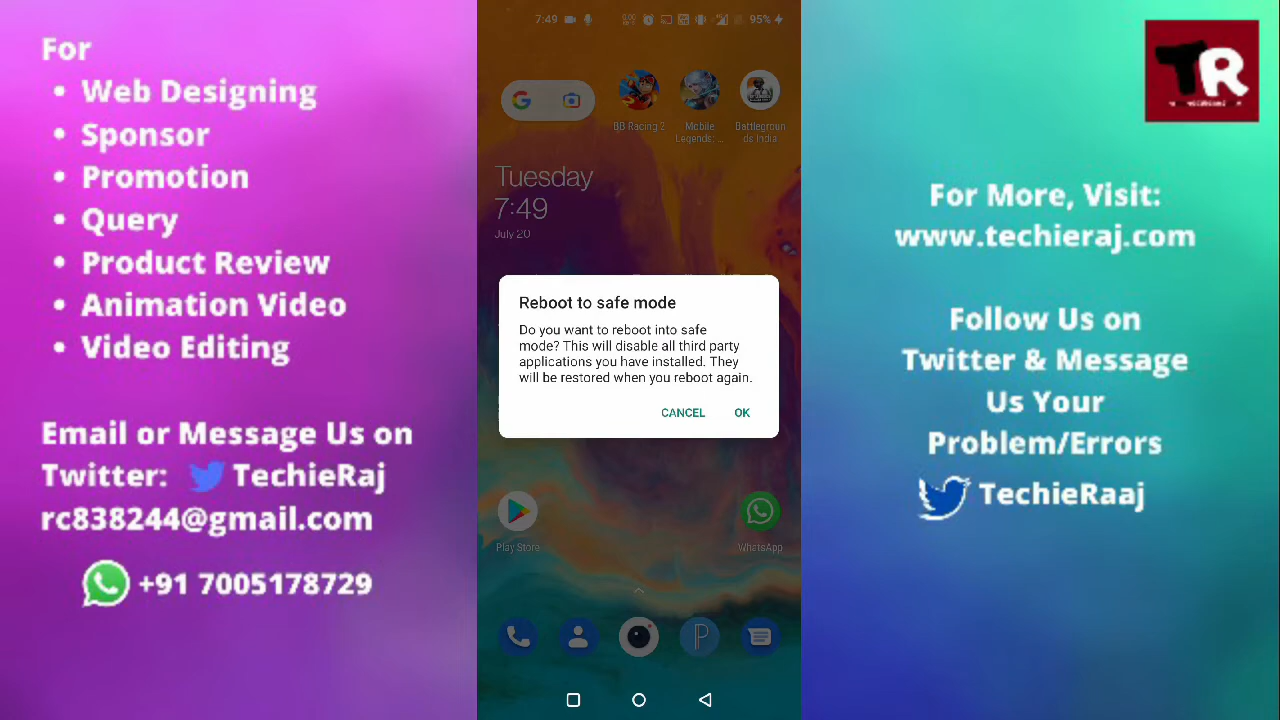 For
• Web Designing
• Sponsor
• Promotion
• Query
• Product Review
• Animation Video
• Video Editing
Email or Message Us on
Twitter: TechieRaj
rc838244@gmail.com
+91 7005178729
7:49
95%
BB Racing 2
Mobile
Legends: ...
Battlegroun
ds India
Tuesday
7:49
July 20
Reboot to safe mode
Do you want to reboot into safe
mode? This will disable all third party
applications you have installed. They
will be restored when you reboot again.
CANCEL OK
Play Store
WhatsApp
TR
For More, Visit:
www.techieraj.com
Follow Us on
Twitter & Message
Us Your
Problem/Errors
TechieRaaj